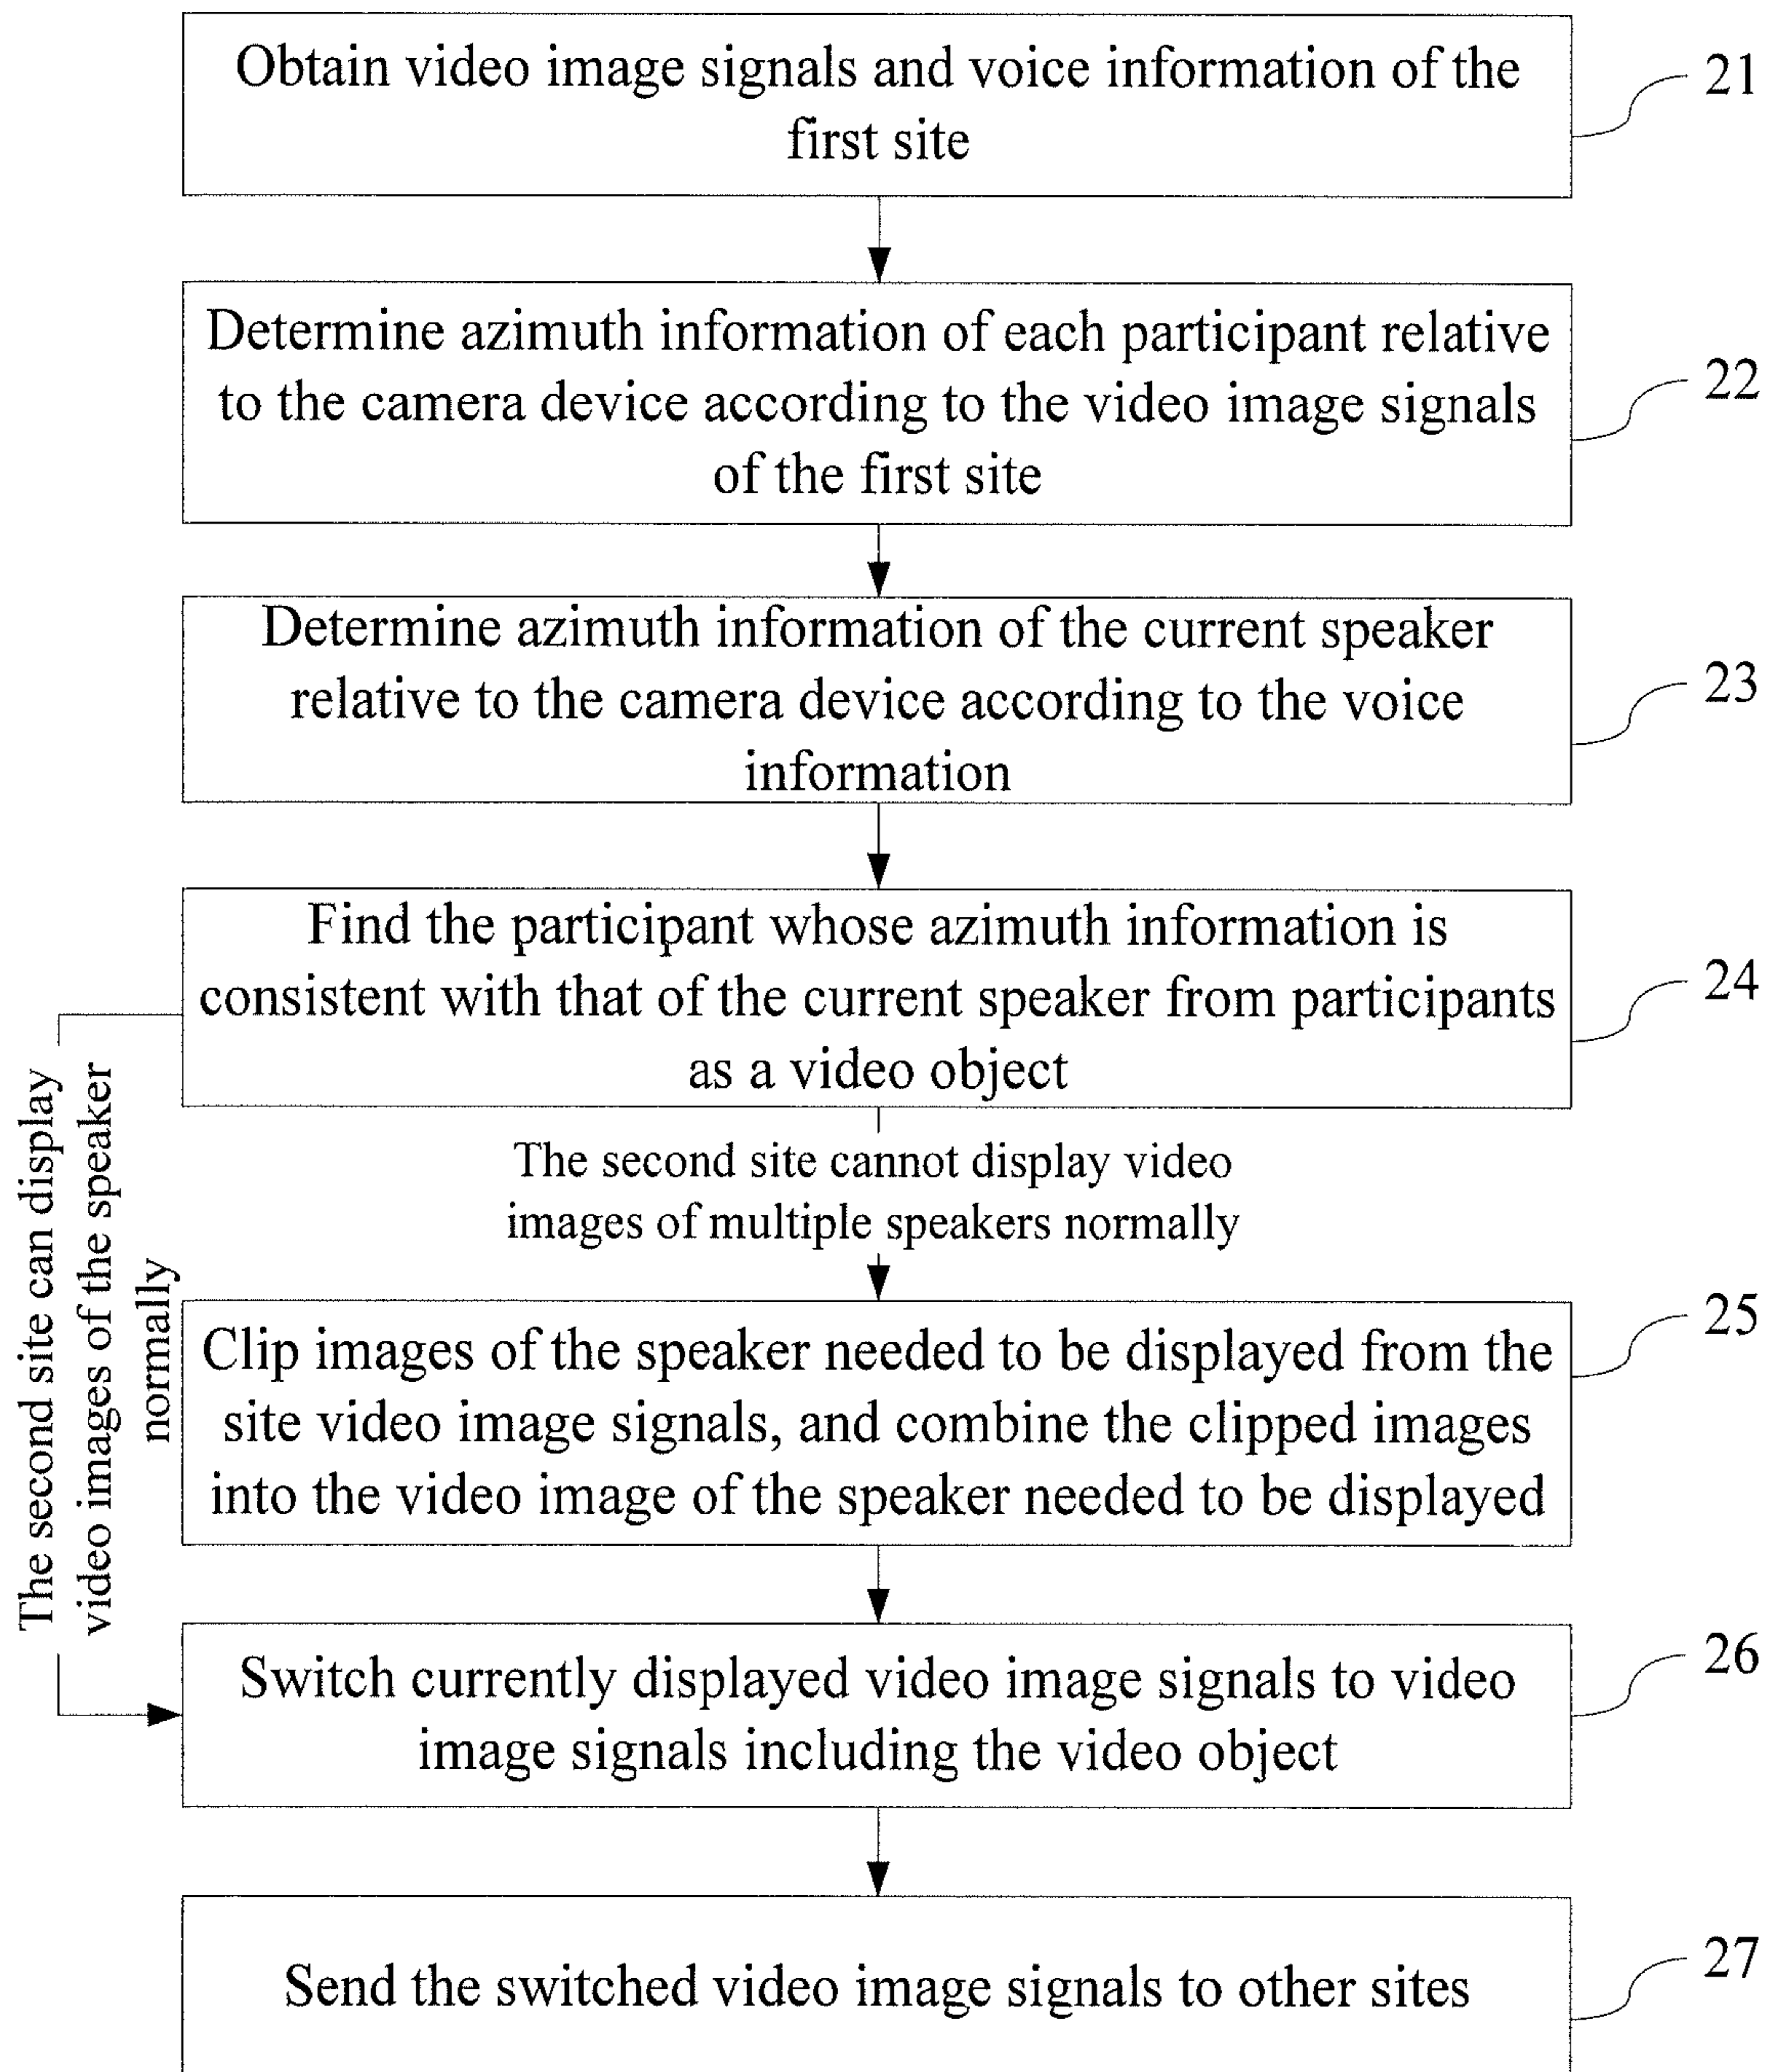 Obtain video image signals and voice information of the
first site
21
Determine azimuth information of each participant relative
to the camera device according to the video image signals
of the first site
22
Determine azimuth information of the current speaker
relative to the camera device according to the voice
information
23
Find the participant whose azimuth information is
consistent with that of the current speaker from participants
as a video object
24
The second site can display
video images of the speaker
normally
The second site cannot display video
images of multiple speakers normally
Clip images of the speaker needed to be displayed from the
site video image signals, and combine the clipped images
into the video image of the speaker needed to be displayed
25
Switch currently displayed video image signals to video
image signals including the video object
26
Send the switched video image signals to other sites
27